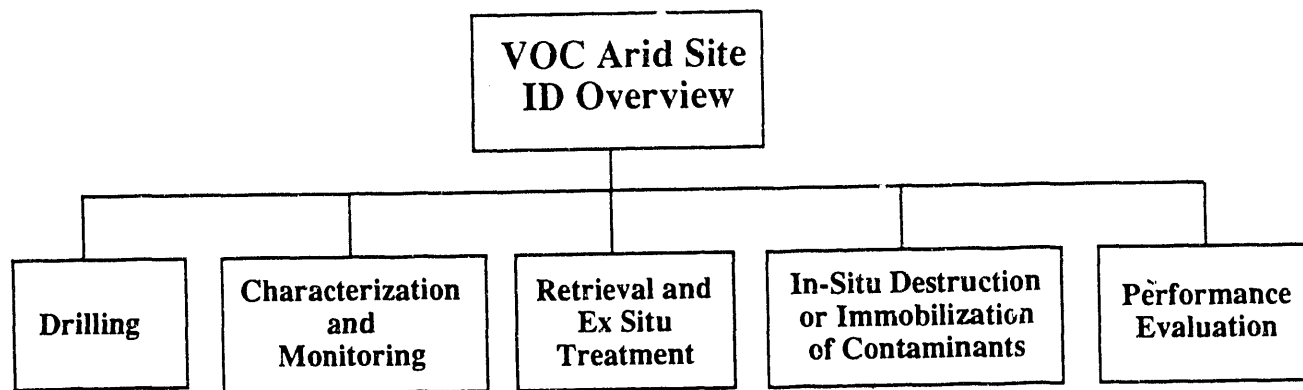 VOC Arid Site
ID Overview
Drilling
Characterization
and
Monitoring
Retrieval and
Ex Situ
Treatment
In-Situ Destruction
or Immobilization
of Contaminants
Performance
Evaluation